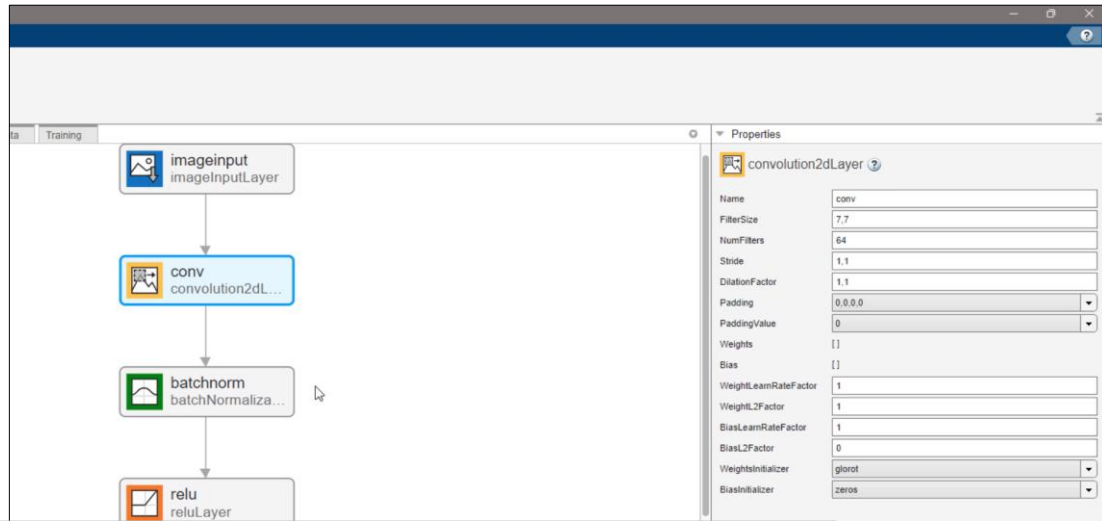 ta Training
imageinput
imageInputLayer
conv
convolution2dL...
batchnorm
batchNormaliza...
relu
reluLayer
Properties
convolution2dLayer ?
Name conv
FilterSize 7,7
NumFilters 64
Stride 1,1
DilationFactor 1,1
Padding 0,0,0,0
PaddingValue 0
Weights [ ]
Bias [ ]
WeightLearnRateFactor 1
WeightL2Factor 1
BiasLearnRateFactor 1
BiasL2Factor 0
WeightsInitializer glorot
BiasInitializer zeros